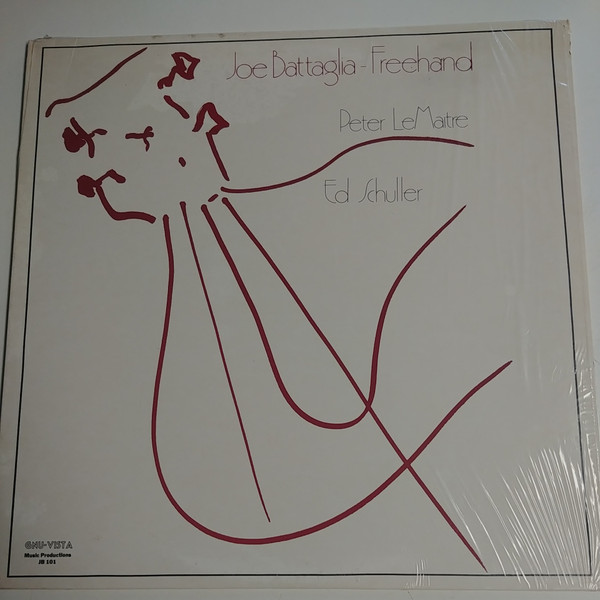 Joe Battaglia - Freehand
Peter LeMaitre
Ed Schuller
GNU-VISTA
Music Productions
JB 101